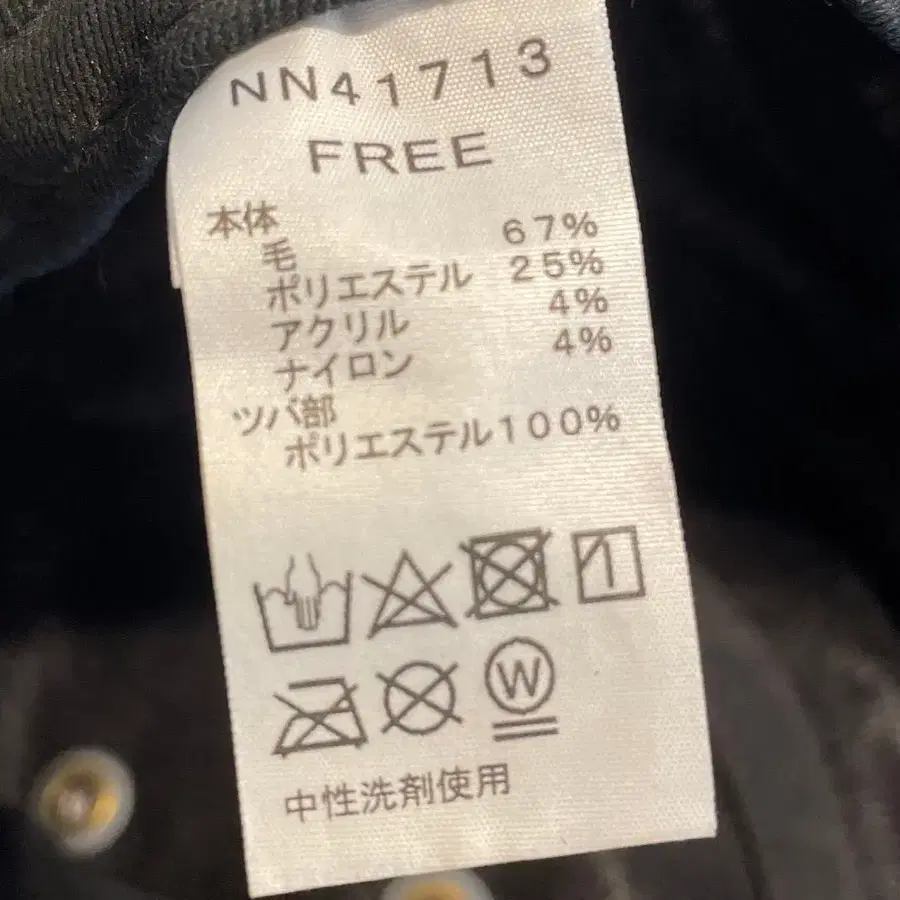 NN41713
FREE
本体
毛 67%
ポリエステル 25%
アクリル 4%
ナイロン 4%
ツバ部
ポリエステル100%
W
中性洗剤使用